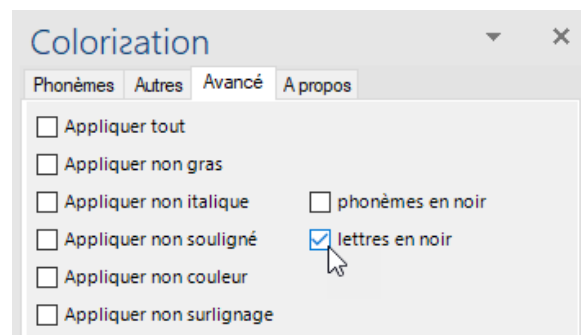 Colorization
Phonèmes Autres Avancé A propos
Appliquer tout
Appliquer non gras
Appliquer non italique phonèmes en noir
Appliquer non souligné lettres en noir
Appliquer non couleur
Appliquer non surlignage